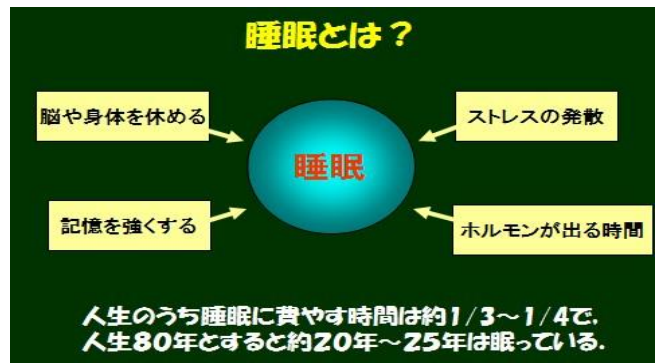 睡眠とは？
脳や身体を休める
ストレスの発散
睡眠
記憶を強くする
ホルモンが出る時間
人生のうち睡眠に費やす時間は約1/3～1/4で,
人生80年とすると約20年～25年は眠っている.